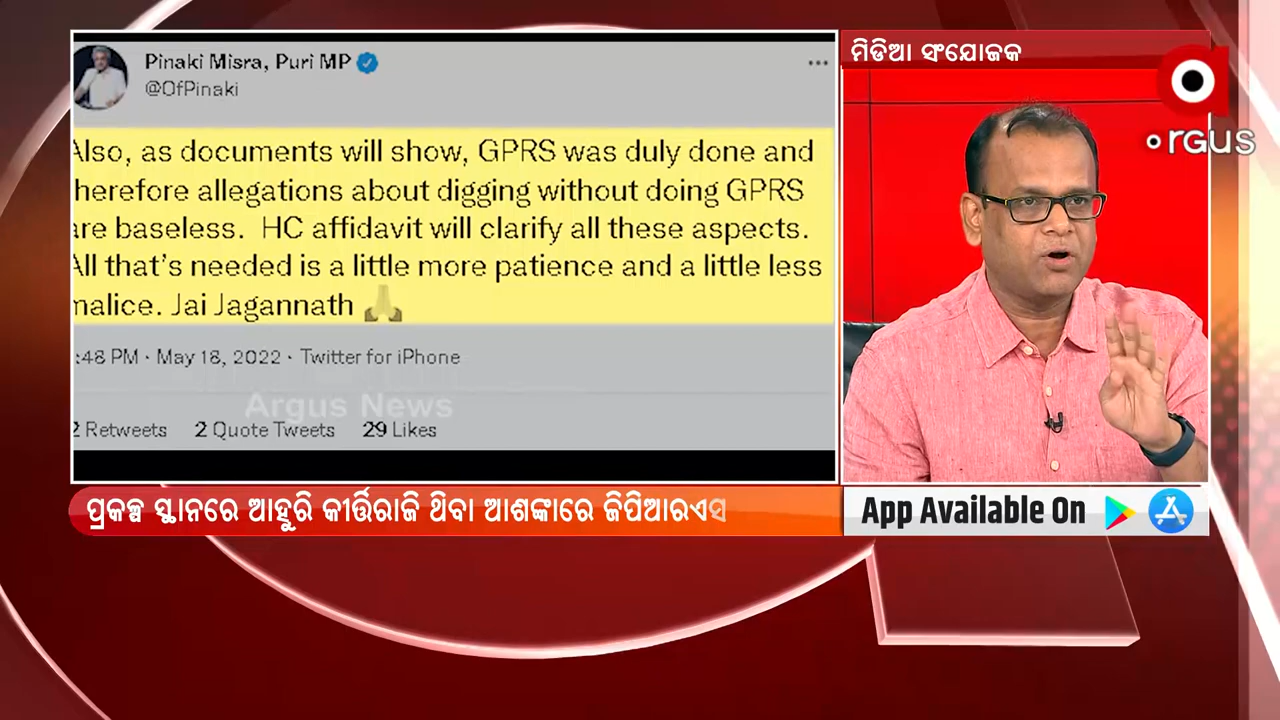 Pinaki Misra, Puri MP
@OfPinaki
Also, as documents will show, GPRS was duly done and
therefore allegations about digging without doing GPRS
are baseless. HC affidavit will clarify all these aspects.
All that's needed is a little more patience and a little less
malice. Jai Jagannath 🙏
:48 PM · May 18, 2022 · Twitter for iPhone
Argus News
2 Retweets 2 Quote Tweets 29 Likes
ମିଡିଆ ସଂଯୋଜକ
argus
ପ୍ରକଳ୍ପ ସ୍ଥାନରେ ଆହୁରି କୀର୍ତ୍ତିରାଜି ଥିବା ଆଶଙ୍କାରେ ଜିପିଆରଏସ
App Available On